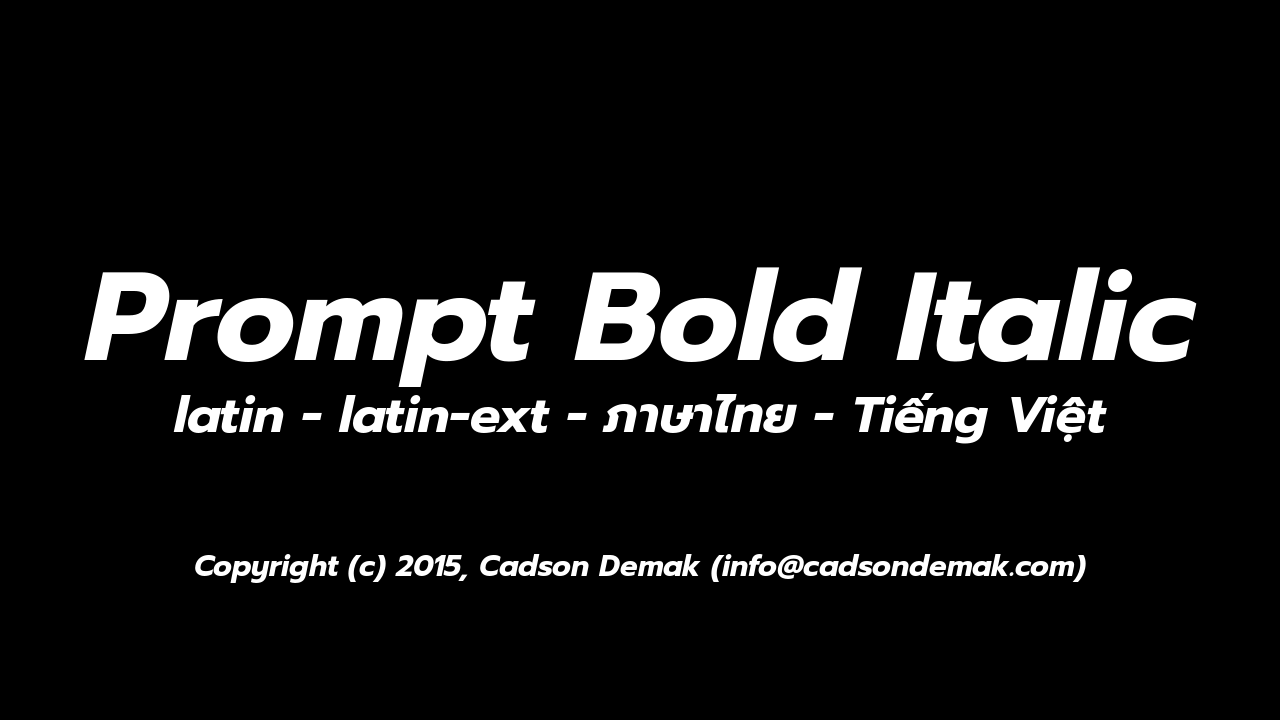 Prompt Bold Italic
latin - latin-ext - ภาษาไทย - Tiếng Việt
Copyright (c) 2015, Cadson Demak (info@cadsondemak.com)